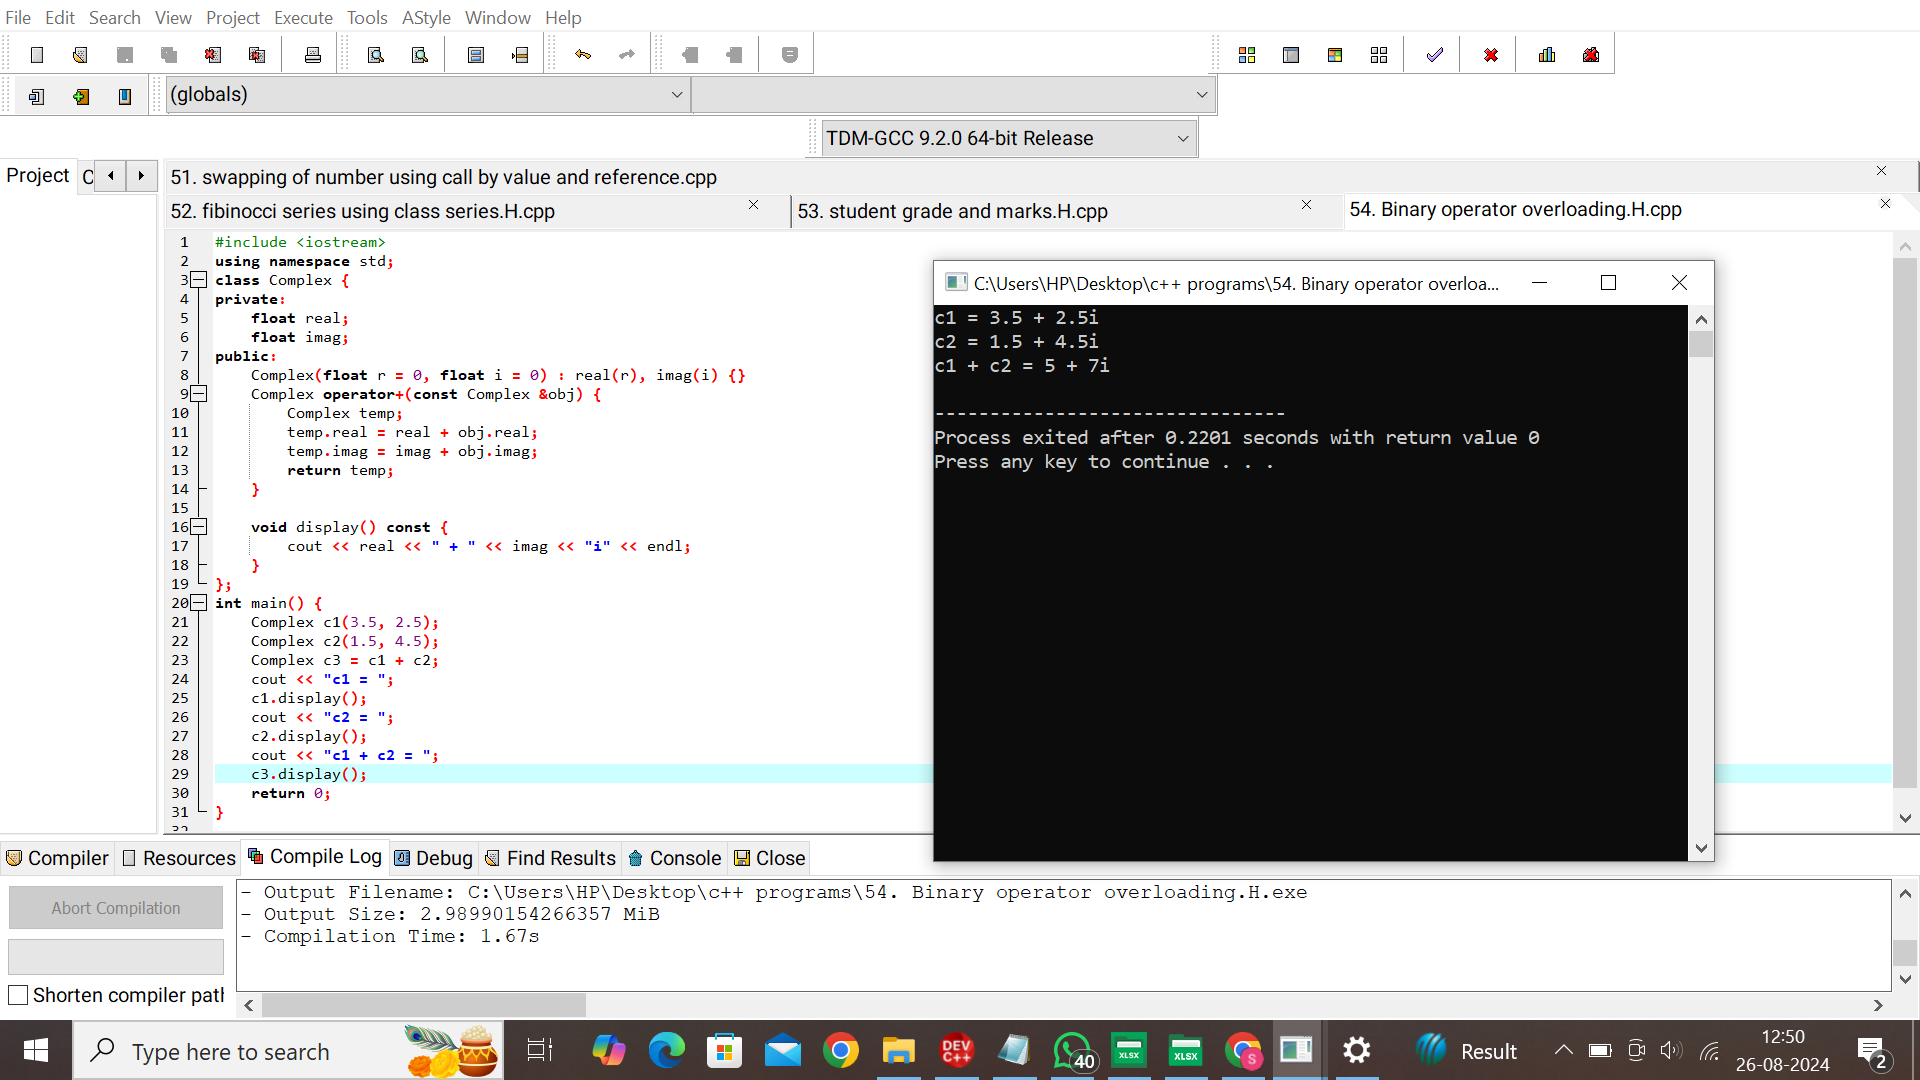 File Edit Search View Project Execute Tools AStyle Window Help
(globals)
TDM-GCC 9.2.0 64-bit Release
Project C
51. swapping of number using call by value and reference.cpp
52. fibinocci series using class series.H.cpp
53. student grade and marks.H.cpp
54. Binary operator overloading.H.cpp
1 #include <iostream>
2 using namespace std;
3 class Complex {
4 private:
5 float real;
6 float imag;
7 public:
8 Complex(float r = 0, float i = 0) : real(r), imag(i) {}
9 Complex operator+(const Complex &obj) {
10 Complex temp;
11 temp.real = real + obj.real;
12 temp.imag = imag + obj.imag;
13 return temp;
14 }
15
16 void display() const {
17 cout << real << " + " << imag << "i" << endl;
18 }
19 };
20 int main() {
21 Complex c1(3.5, 2.5);
22 Complex c2(1.5, 4.5);
23 Complex c3 = c1 + c2;
24 cout << "c1 = ";
25 c1.display();
26 cout << "c2 = ";
27 c2.display();
28 cout << "c1 + c2 = ";
29 c3.display();
30 return 0;
31 }
32
C:\Users\HP\Desktop\c++ programs\54. Binary operator overloa...
c1 = 3.5 + 2.5i
c2 = 1.5 + 4.5i
c1 + c2 = 5 + 7i
--------------------------------
Process exited after 0.2201 seconds with return value 0
Press any key to continue . . .
Compiler Resources Compile Log Debug Find Results Console Close
Abort Compilation
Shorten compiler path
- Output Filename: C:\Users\HP\Desktop\c++ programs\54. Binary operator overloading.H.exe
- Output Size: 2.98990154266357 MiB
- Compilation Time: 1.67s
Type here to search
DEV C++
40
XLSX
XLSX
S
Result
12:50
26-08-2024
2